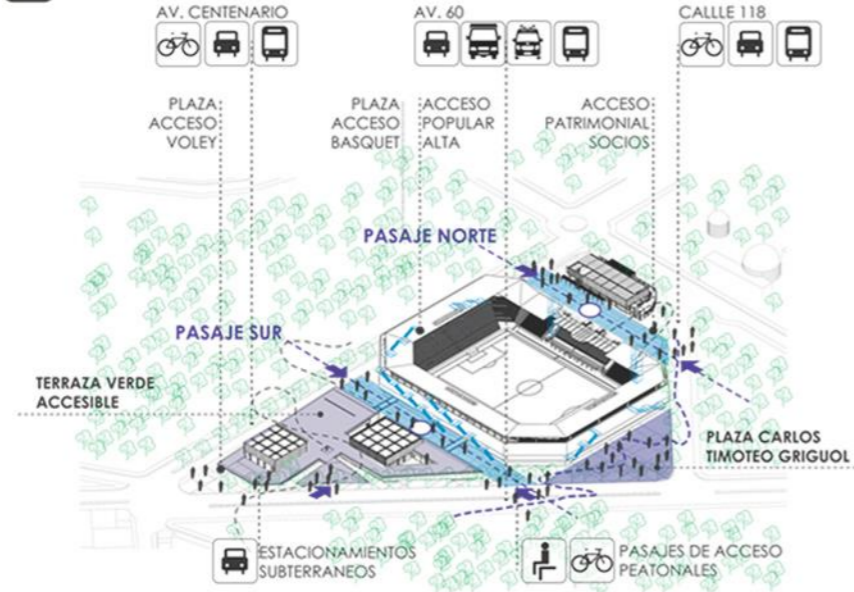 AV. CENTENARIO
AV. 60
CALLLE 118
PLAZA
ACCESO
VOLEY
PLAZA
ACCESO
BASQUET
ACCESO
POPULAR
ALTA
ACCESO
PATRIMONIAL
SOCIOS
PASAJE NORTE
PASAJE SUR
TERRAZA VERDE
ACCESIBLE
PLAZA CARLOS
TIMOTEO GRIGUOL
ESTACIONAMIENTOS
SUBTERRANEOS
PASAJES DE ACCESO
PEATONALES